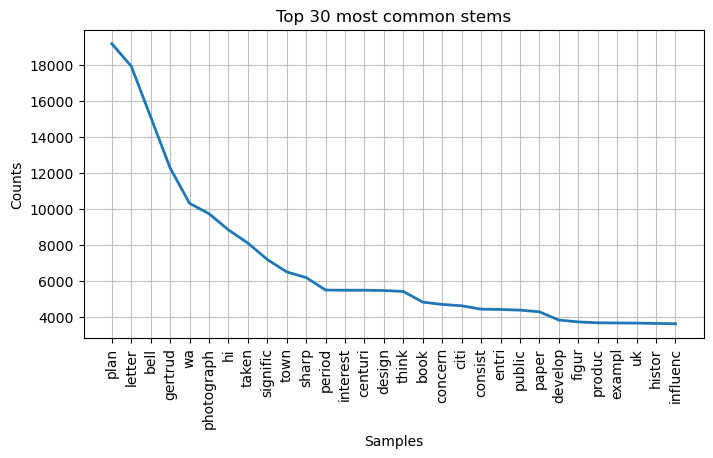 Top 30 most common stems
Counts
18000
16000
14000
12000
10000
8000
6000
4000
plan
letter
bell
gertrud
wa
photograph
hi
taken
signific
town
sharp
period
interest
centuri
design
think
book
concern
citi
consist
entri
public
paper
develop
figur
produc
exampl
uk
histor
influenc
Samples